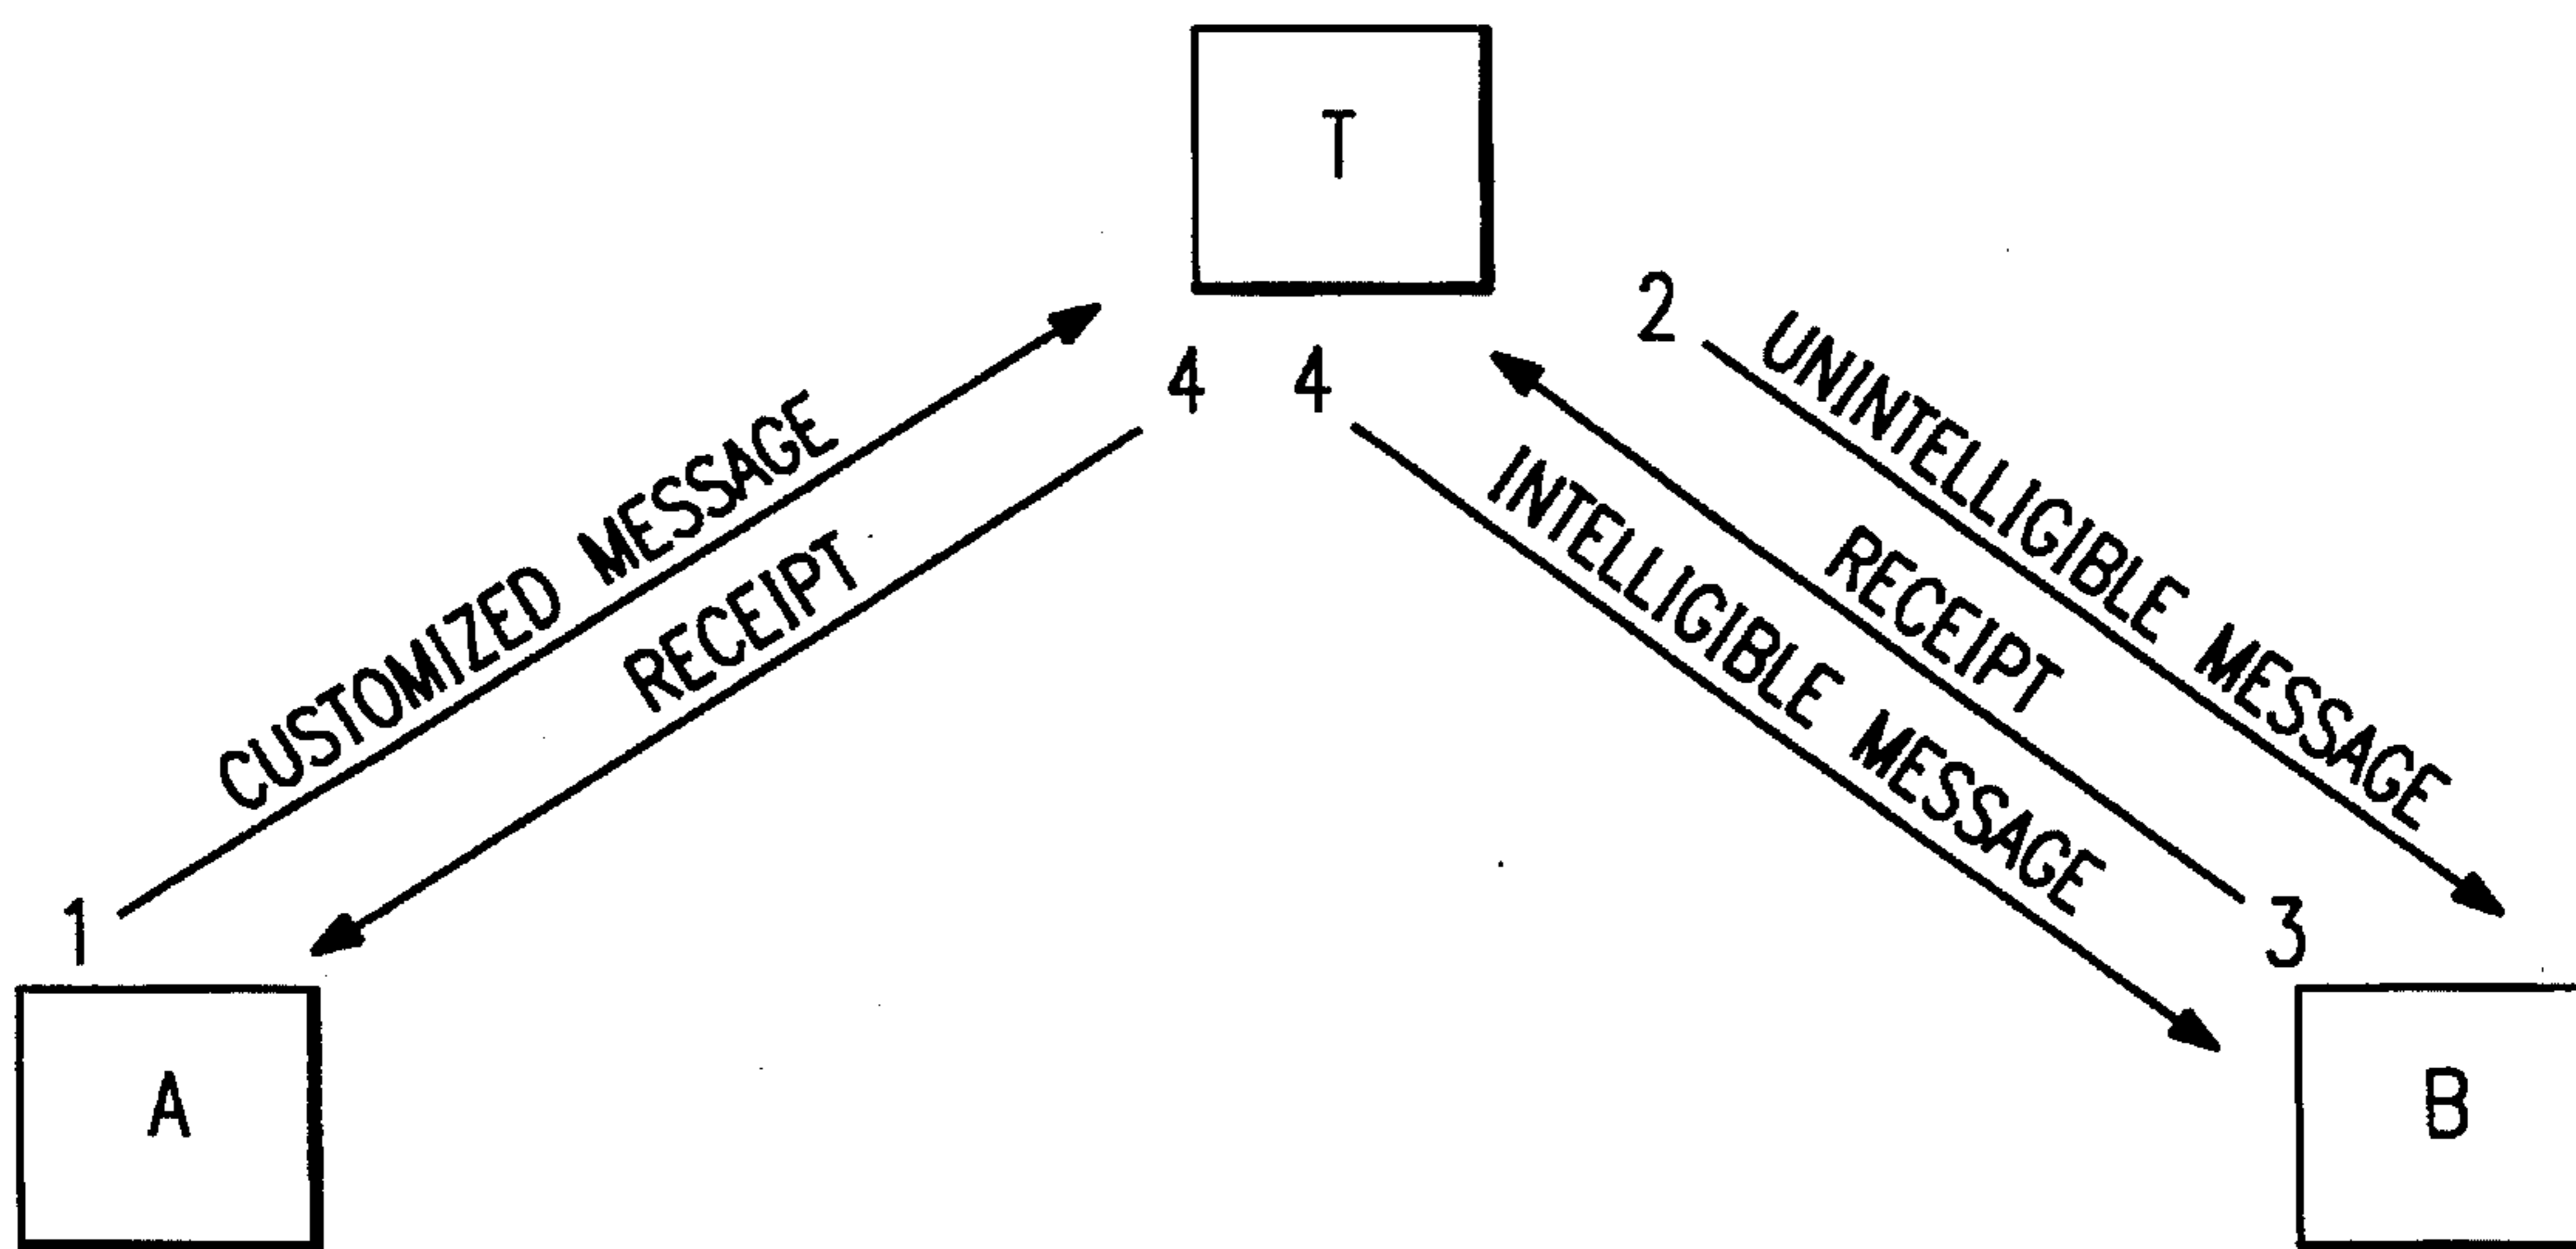 T
2
4 4
CUSTOMIZED MESSAGE
RECEIPT
INTELLIGIBLE MESSAGE
RECEIPT
UNINTELLIGIBLE MESSAGE
1
3
A
B